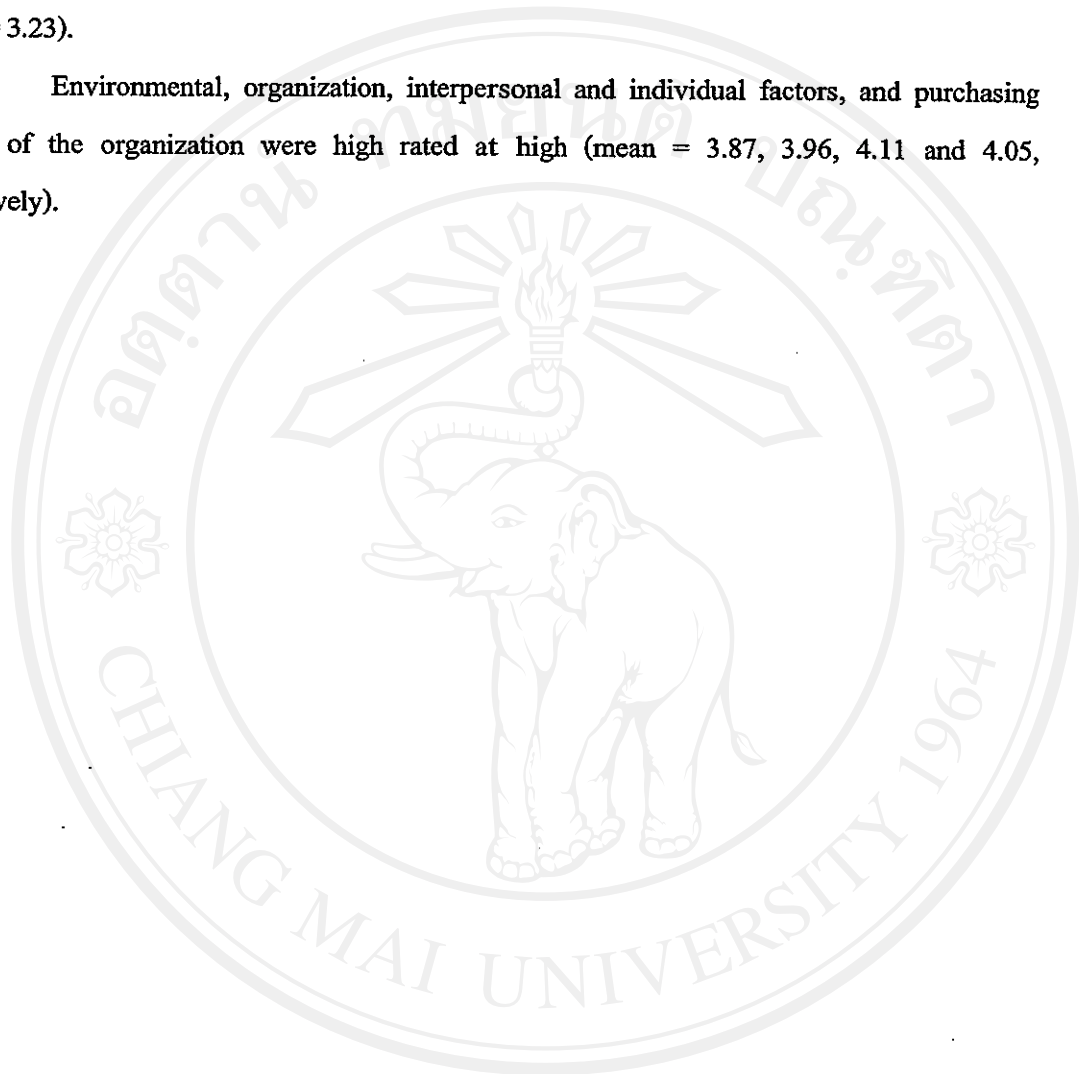 3.23).
Environmental, organization, interpersonal and individual factors, and purchasing
of the organization were high rated at high (mean = 3.87, 3.96, 4.11 and 4.05,
vely).
CHIANG MAI UNIVERSITY 1964